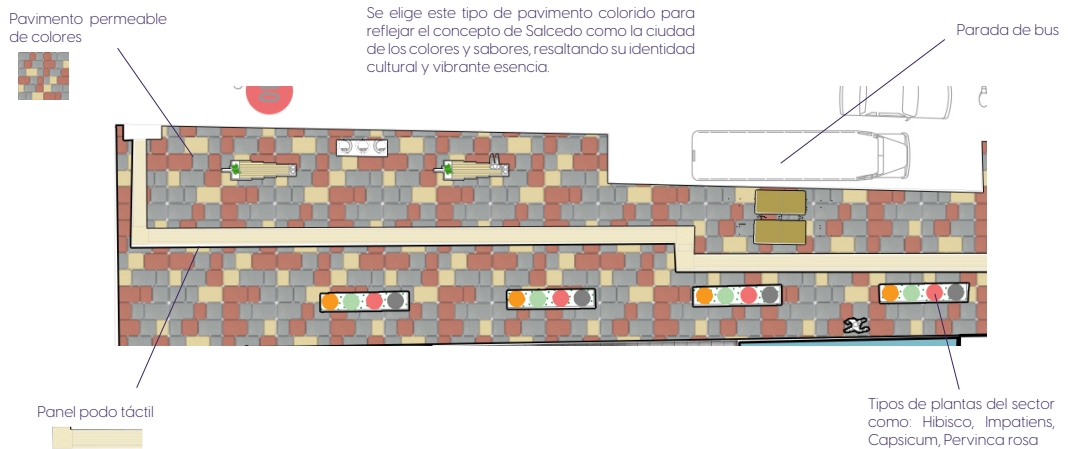 Pavimento permeable
de colores
Se elige este tipo de pavimento colorido para
reflejar el concepto de Salcedo como la ciudad
de los colores y sabores, resaltando su identidad
cultural y vibrante esencia.
Parada de bus
Panel podo táctil
Tipos de plantas del sector
como: Hibisco, Impatiens,
Capsicum, Pervinca rosa